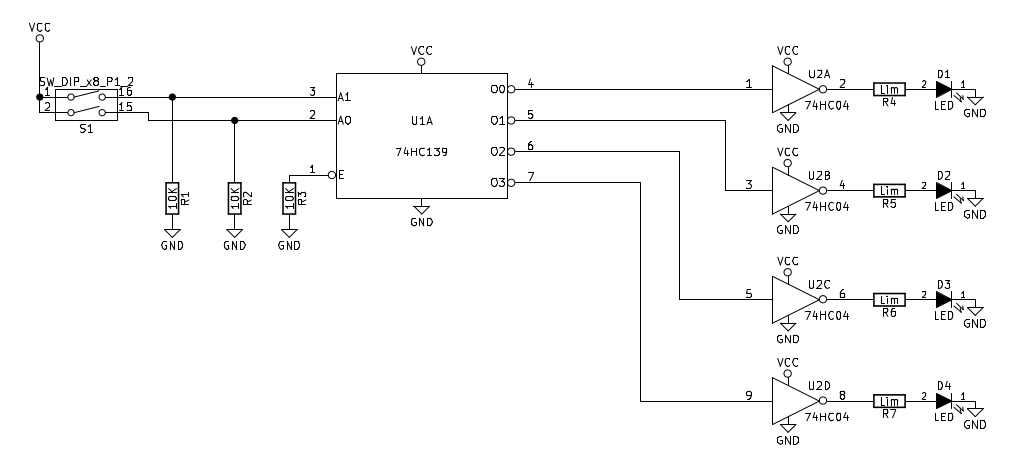 VCC
SW_DIP_x8_P1_2
1 16
2 15
S1
VCC
3 A1
2 A0
1 E
U1A
74HC139
O0 4
O1 5
O2 6
O3 7
GND
10K R1
GND
10K R2
GND
10K R3
GND
VCC
U2A
1 2
74HC04
GND
Lim
R4
D1
2 1
LED
GND
VCC
U2B
3 4
74HC04
GND
Lim
R5
D2
2 1
LED
GND
VCC
U2C
5 6
74HC04
GND
Lim
R6
D3
2 1
LED
GND
VCC
U2D
9 8
74HC04
GND
Lim
R7
D4
2 1
LED
GND